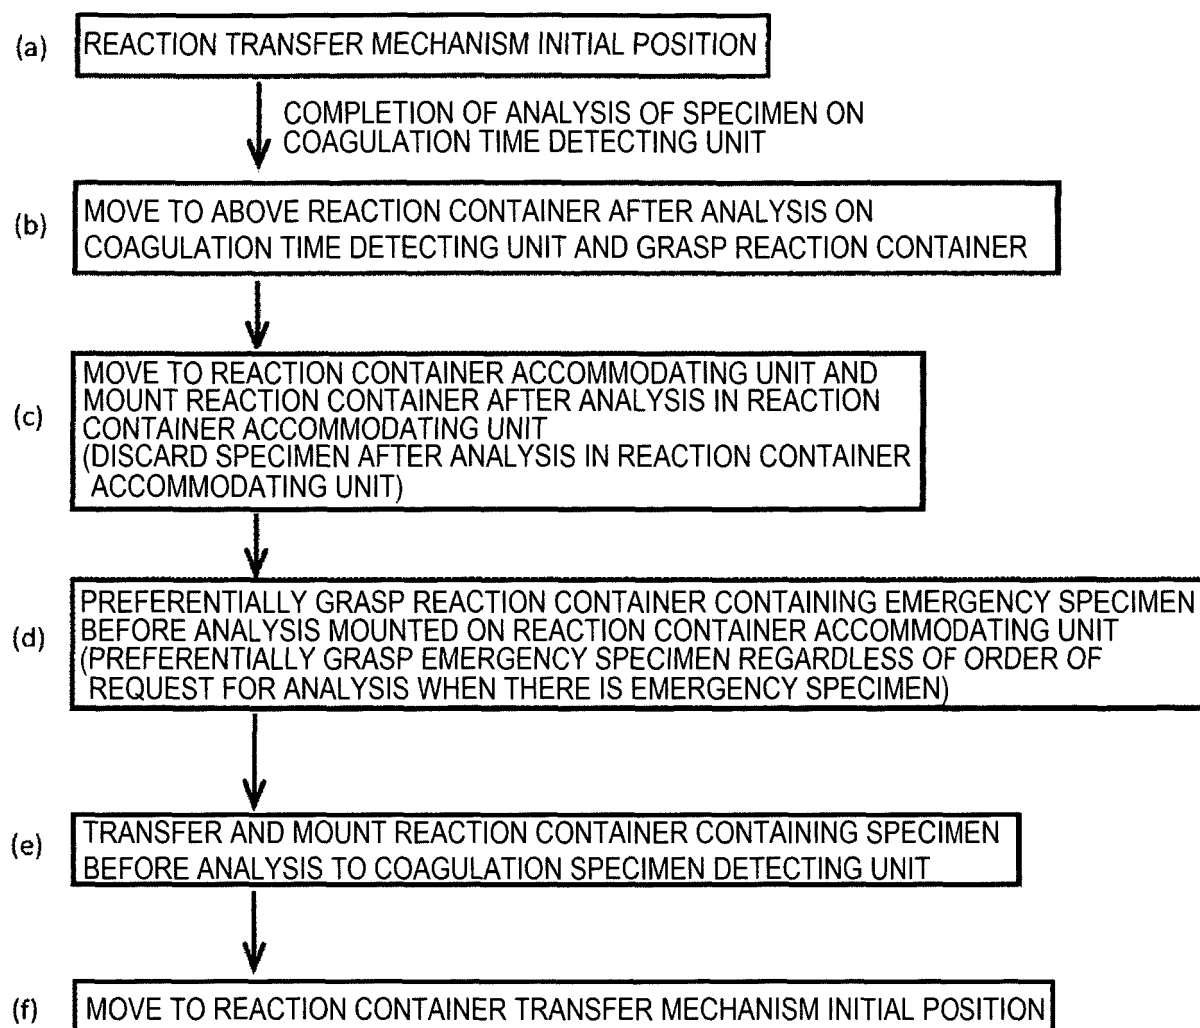 (a) REACTION TRANSFER MECHANISM INITIAL POSITION
COMPLETION OF ANALYSIS OF SPECIMEN ON
COAGULATION TIME DETECTING UNIT
(b) MOVE TO ABOVE REACTION CONTAINER AFTER ANALYSIS ON
COAGULATION TIME DETECTING UNIT AND GRASP REACTION CONTAINER
(c) MOVE TO REACTION CONTAINER ACCOMMODATING UNIT AND
MOUNT REACTION CONTAINER AFTER ANALYSIS IN REACTION
CONTAINER ACCOMMODATING UNIT
(DISCARD SPECIMEN AFTER ANALYSIS IN REACTION CONTAINER
ACCOMMODATING UNIT)
(d) PREFERENTIALLY GRASP REACTION CONTAINER CONTAINING EMERGENCY SPECIMEN
BEFORE ANALYSIS MOUNTED ON REACTION CONTAINER ACCOMMODATING UNIT
(PREFERENTIALLY GRASP EMERGENCY SPECIMEN REGARDLESS OF ORDER OF
REQUEST FOR ANALYSIS WHEN THERE IS EMERGENCY SPECIMEN)
(e) TRANSFER AND MOUNT REACTION CONTAINER CONTAINING SPECIMEN
BEFORE ANALYSIS TO COAGULATION SPECIMEN DETECTING UNIT
(f) MOVE TO REACTION CONTAINER TRANSFER MECHANISM INITIAL POSITION